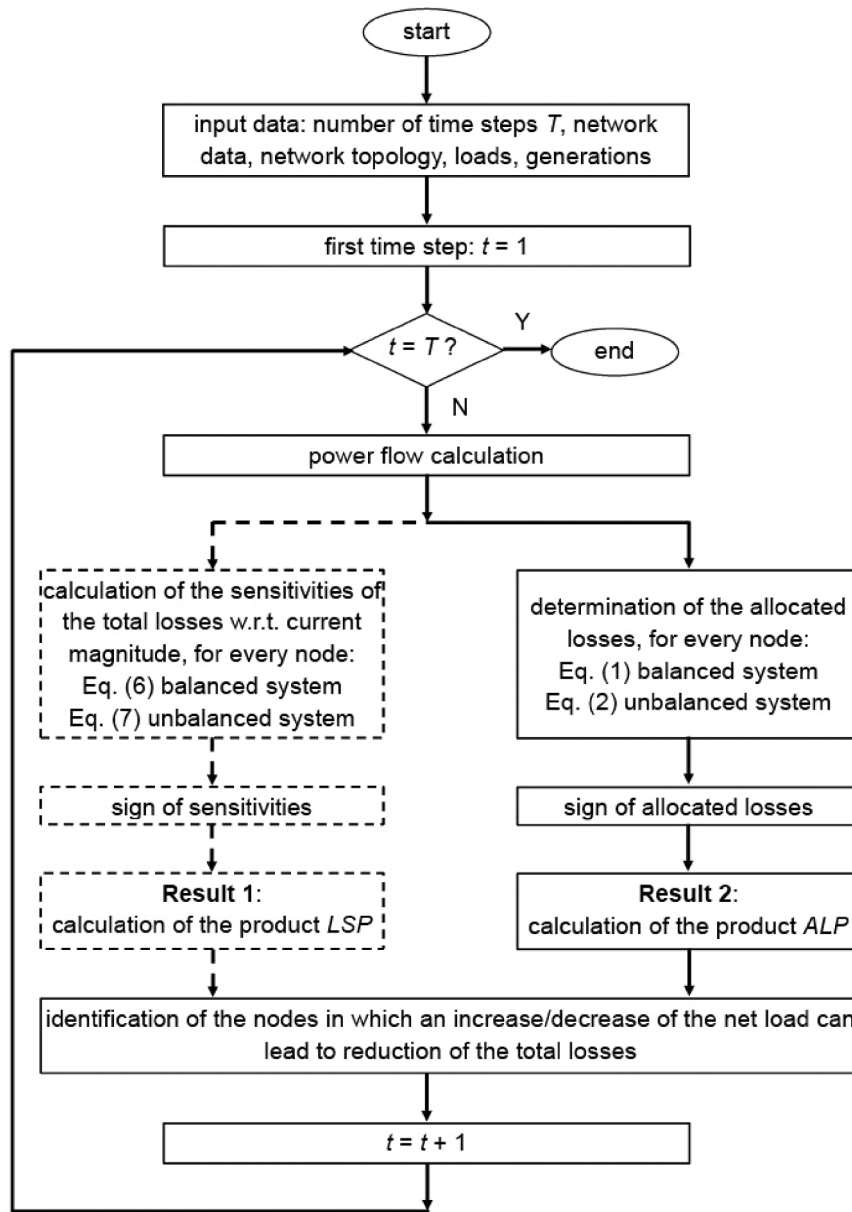 start
input data: number of time steps T, network
data, network topology, loads, generations
first time step: t = 1
t = T ?
Y
end
N
power flow calculation
calculation of the sensitivities of
the total losses w.r.t. current
magnitude, for every node:
Eq. (6) balanced system
Eq. (7) unbalanced system
determination of the allocated
losses, for every node:
Eq. (1) balanced system
Eq. (2) unbalanced system
sign of sensitivities
sign of allocated losses
Result 1:
calculation of the product LSP
Result 2:
calculation of the product ALP
identification of the nodes in which an increase/decrease of the net load can
lead to reduction of the total losses
t = t + 1